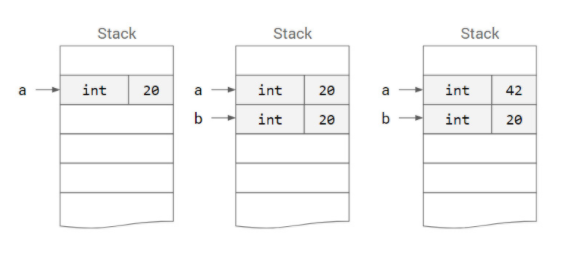 Stack Stack Stack
a int 20 a int 20 a int 42
b int 20 b int 20